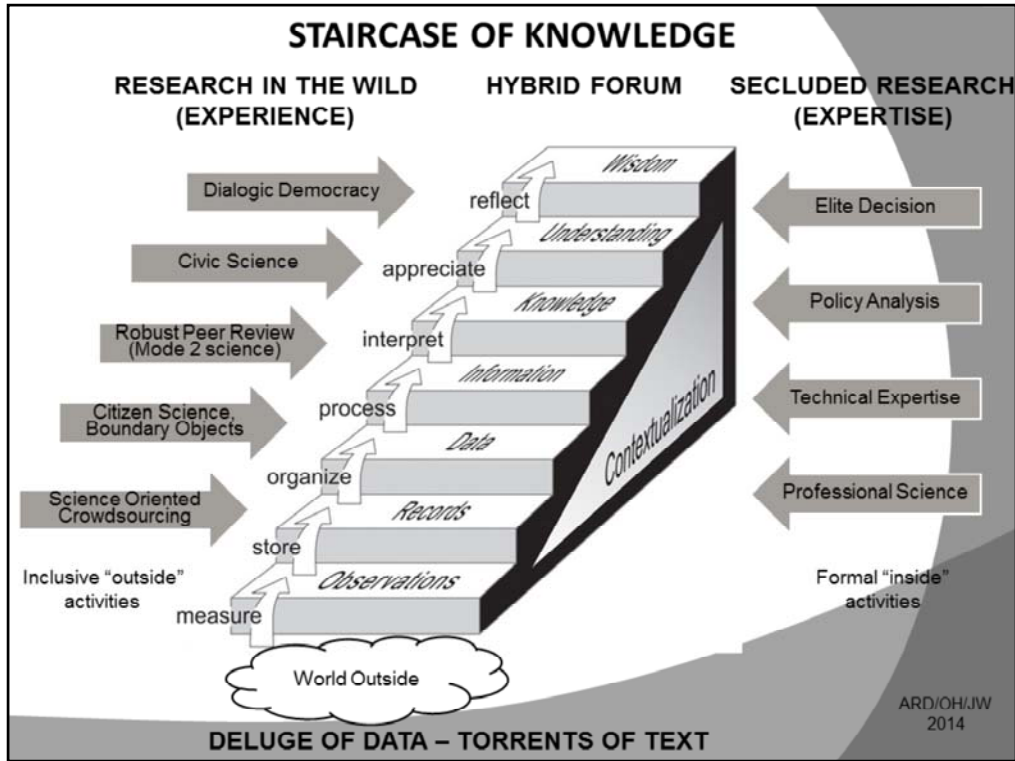 STAIRCASE OF KNOWLEDGE
RESEARCH IN THE WILD
(EXPERIENCE)
HYBRID FORUM
SECLUDED RESEARCH
(EXPERTISE)
Dialogic Democracy
Civic Science
Robust Peer Review
(Mode 2 science)
Citizen Science,
Boundary Objects
Science Oriented
Crowdsourcing
Inclusive “outside”
activities
Wisdom
reflect
Understanding
appreciate
Knowledge
interpret
Information
process
Data
organize
Records
store
Observations
measure
Contextualization
World Outside
Elite Decision
Policy Analysis
Technical Expertise
Professional Science
Formal “inside”
activities
ARD/OH/JW
2014
DELUGE OF DATA – TORRENTS OF TEXT